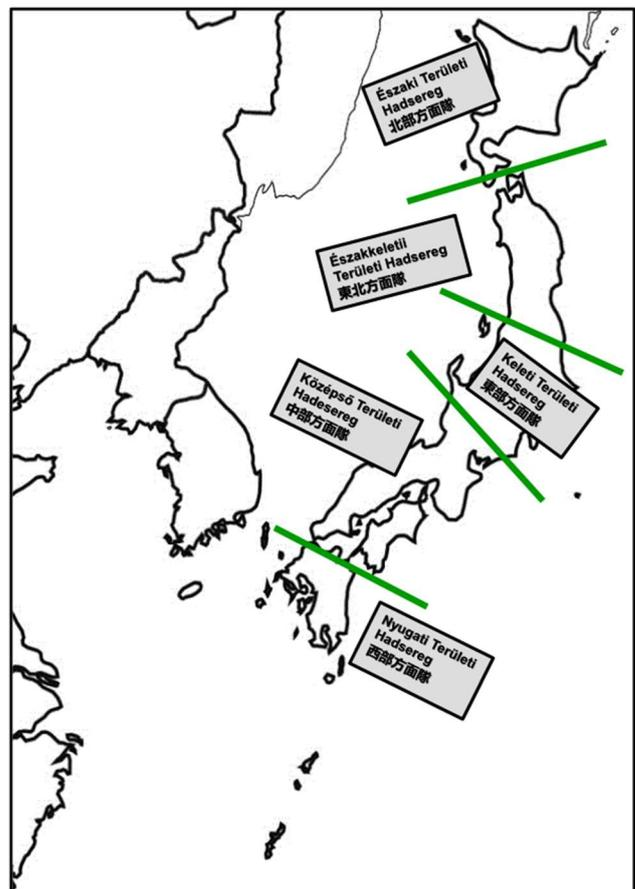 Északi Területi
Hadsereg
北部方面隊
Északkeletii
Területi Hadsereg
東北方面隊
Keleti Területi
Hadsereg
東部方面隊
Középső Területi
Hadesereg
中部方面隊
Nyugati Területi
Hadsereg
西部方面隊